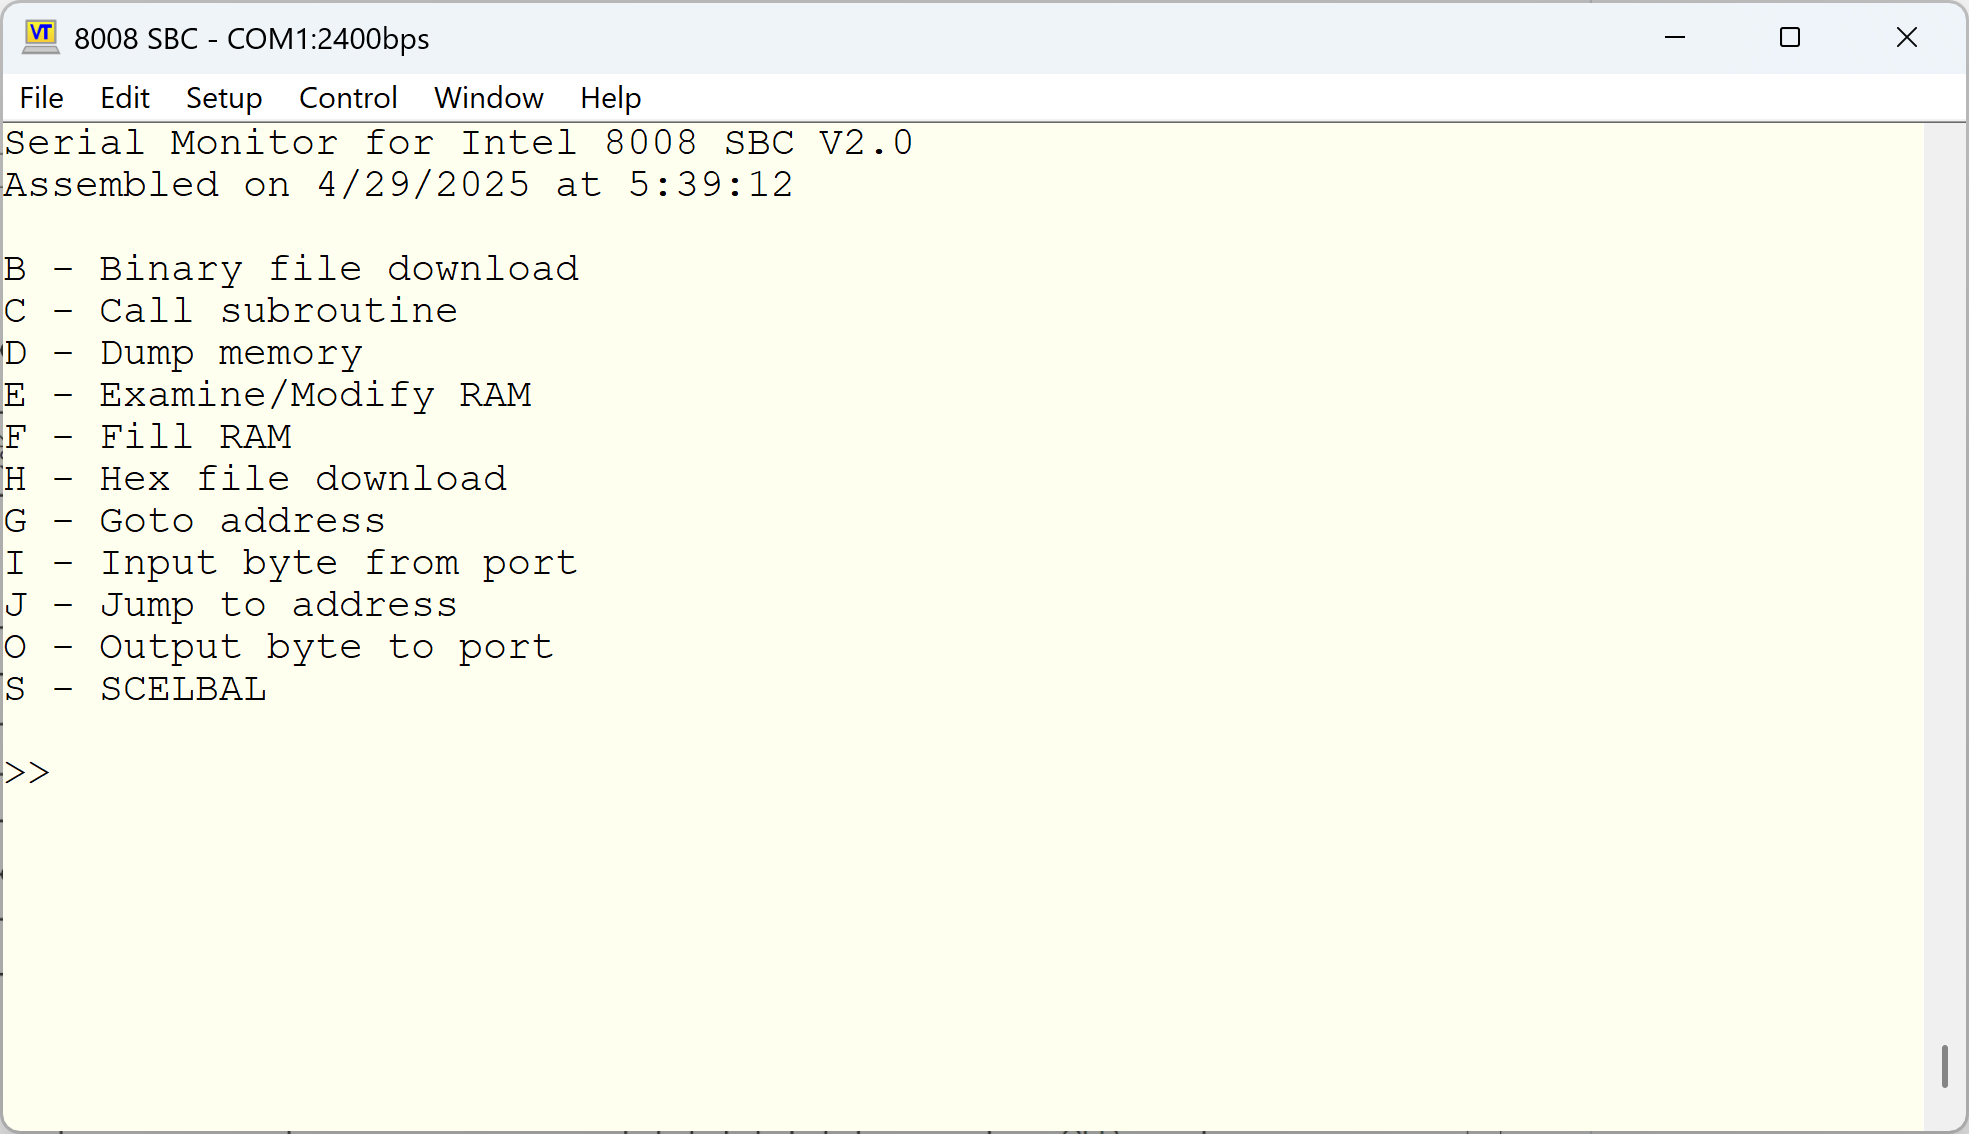 VT
8008 SBC - COM1:2400bps
File Edit Setup Control Window Help
Serial Monitor for Intel 8008 SBC V2.0
Assembled on 4/29/2025 at 5:39:12
B - Binary file download
C - Call subroutine
D - Dump memory
E - Examine/Modify RAM
F - Fill RAM
H - Hex file download
G - Goto address
I - Input byte from port
J - Jump to address
O - Output byte to port
S - SCELBAL
>>